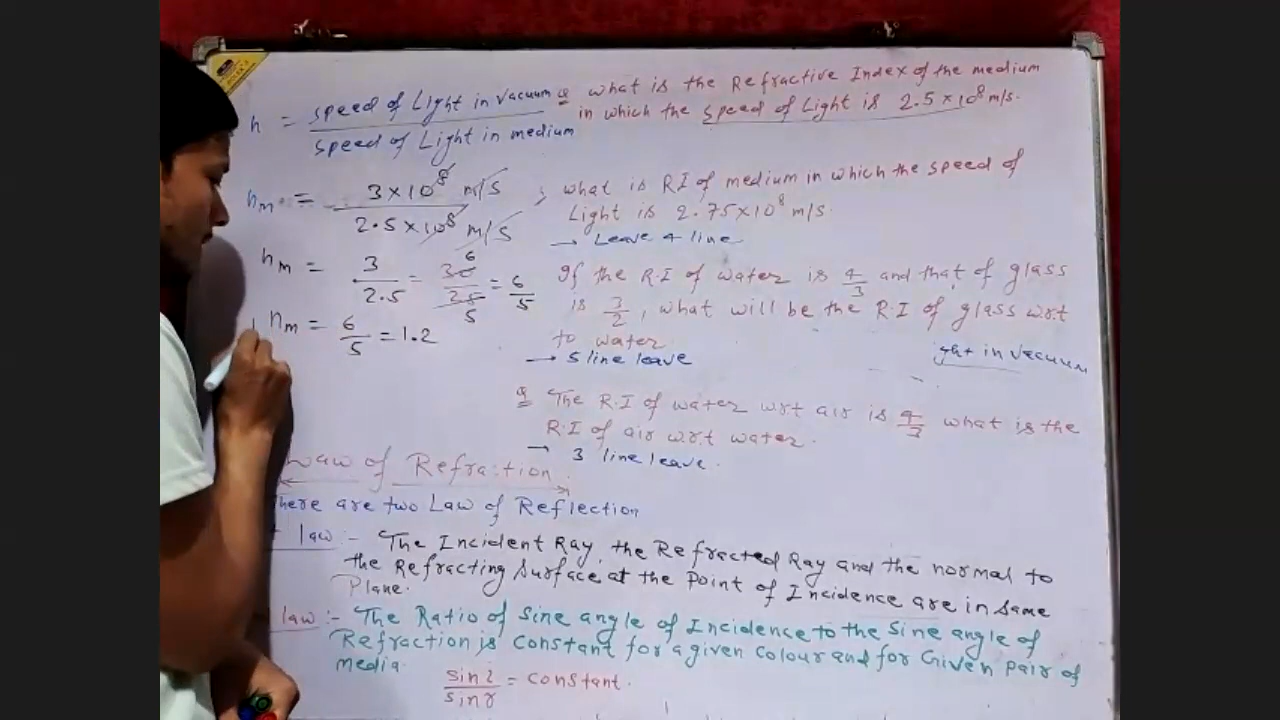 n = speed of Light in Vacuum / speed of Light in medium
nm = 3×10⁸ m/s / 2.5×10⁸ m/s
nm = 3/2.5 = 30/25 = 6/5
6
5
nm = 6/5 = 1.2
Q what is the Refractive Index of the medium
in which the speed of Light is 2.5×10⁸ m/s.
; what is RI of medium in which the speed of
Light is 2.75×10⁸ m/s.
→ Leave 4 line
If the R.I of water is 4/3 and that of glass
is 3/2, what will be the R.I of glass w.r.t
to water
→ 5 line leave
ight in vacuum
Q The R.I of water wrt air is 4/3 what is the
R.I of air w.r.t water.
→ 3 line leave.
Law of Refraction
here are two Law of Reflection
t law :- The Incident Ray, the Refracted Ray and the normal to
the Refracting Surface at the Point of Incidence are in Same
Plane.
law :- The Ratio of Sine angle of Incidence to the Sine angle of
Refraction is Constant for a given Colour and for Given pair of
media.
sin i / sin r = constant.